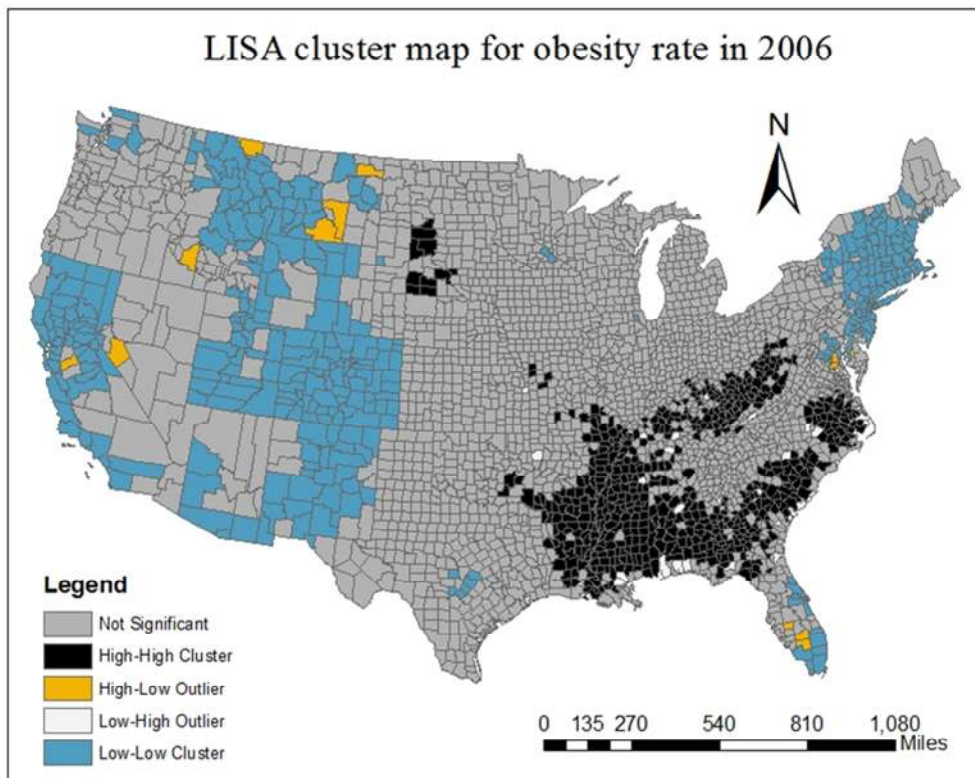 LISA cluster map for obesity rate in 2006
N
Legend
Not Significant
High-High Cluster
High-Low Outlier
Low-High Outlier
Low-Low Cluster
0 135 270 540 810 1,080
Miles